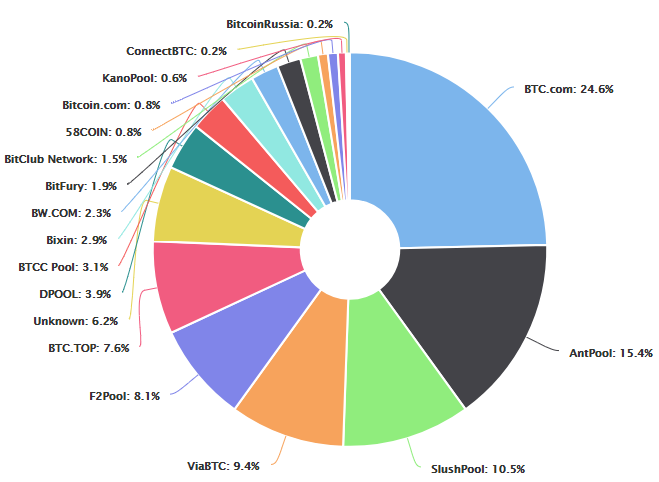 BitcoinRussia: 0.2%
ConnectBTC: 0.2%
KanoPool: 0.6%
Bitcoin.com: 0.8%
58COIN: 0.8%
BitClub Network: 1.5%
BitFury: 1.9%
BW.COM: 2.3%
Bixin: 2.9%
BTCC Pool: 3.1%
DPOOL: 3.9%
Unknown: 6.2%
BTC.TOP: 7.6%
F2Pool: 8.1%
ViaBTC: 9.4%
SlushPool: 10.5%
AntPool: 15.4%
BTC.com: 24.6%